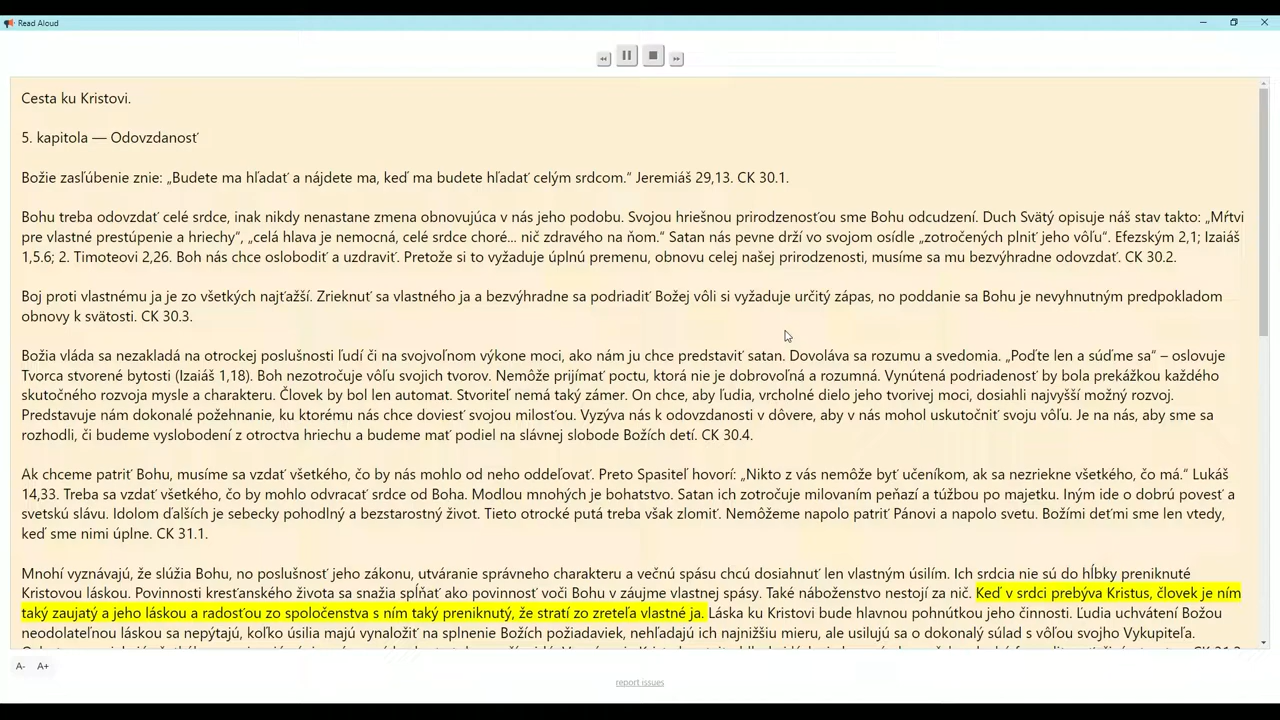 Read Aloud
Cesta ku Kristovi.
5. kapitola — Odovzdanosť
Božie zasľúbenie znie: „Budete ma hľadať a nájdete ma, keď ma budete hľadať celým srdcom.“ Jeremiáš 29,13. CK 30.1.
Bohu treba odovzdať celé srdce, inak nikdy nenastane zmena obnovujúca v nás jeho podobu. Svojou hriešnou prirodzenosťou sme Bohu odcudzení. Duch Svätý opisuje náš stav takto: „Mŕtvi
pre vlastné prestúpenie a hriechy“, „celá hlava je nemocná, celé srdce choré... nič zdravého na ňom.“ Satan nás pevne drží vo svojom osídle „zotročených plniť jeho vôľu“. Efezským 2,1; Izaiáš
1,5.6; 2. Timoteovi 2,26. Boh nás chce oslobodiť a uzdraviť. Pretože si to vyžaduje úplnú premenu, obnovu celej našej prirodzenosti, musíme sa mu bezvýhradne odovzdať. CK 30.2.
Boj proti vlastnému ja je zo všetkých najťažší. Zrieknuť sa vlastného ja a bezvýhradne sa podriadiť Božej vôli si vyžaduje určitý zápas, no poddanie sa Bohu je nevyhnutným predpokladom
obnovy k svätosti. CK 30.3.
Božia vláda sa nezakladá na otrockej poslušnosti ľudí či na svojvoľnom výkone moci, ako nám ju chce predstaviť satan. Dovoláva sa rozumu a svedomia. „Poďte len a súďme sa“ – oslovuje
Tvorca stvorené bytosti (Izaiáš 1,18). Boh nezotročuje vôľu svojich tvorov. Nemôže prijímať poctu, ktorá nie je dobrovoľná a rozumná. Vynútená podriadenosť by bola prekážkou každého
skutočného rozvoja mysle a charakteru. Človek by bol len automat. Stvoriteľ nemá taký zámer. On chce, aby ľudia, vrcholné dielo jeho tvorivej moci, dosiahli najvyšší možný rozvoj.
Predstavuje nám dokonalé požehnanie, ku ktorému nás chce doviesť svojou milosťou. Vyzýva nás k odovzdanosti v dôvere, aby v nás mohol uskutočniť svoju vôľu. Je na nás, aby sme sa
rozhodli, či budeme vyslobodení z otroctva hriechu a budeme mať podiel na slávnej slobode Božích detí. CK 30.4.
Ak chceme patriť Bohu, musíme sa vzdať všetkého, čo by nás mohlo od neho oddeľovať. Preto Spasiteľ hovorí: „Nikto z vás nemôže byť učeníkom, ak sa nezriekne všetkého, čo má.“ Lukáš
14,33. Treba sa vzdať všetkého, čo by mohlo odvracať srdce od Boha. Modlou mnohých je bohatstvo. Satan ich zotročuje milovaním peňazí a túžbou po majetku. Iným ide o dobrú povesť a
svetskú slávu. Idolom ďalších je sebecky pohodlný a bezstarostný život. Tieto otrocké putá treba však zlomiť. Nemôžeme napolo patriť Pánovi a napolo svetu. Božími deťmi sme len vtedy,
keď sme nimi úplne. CK 31.1.
Mnohí vyznávajú, že slúžia Bohu, no poslušnosť jeho zákonu, utváranie správneho charakteru a večnú spásu chcú dosiahnuť len vlastným úsilím. Ich srdcia nie sú do hĺbky preniknuté
Kristovou láskou. Povinnosti kresťanského života sa snažia spĺňať ako povinnosť voči Bohu v záujme vlastnej spásy. Také náboženstvo nestojí za nič. Keď v srdci prebýva Kristus, človek je ním
taký zaujatý a jeho láskou a radosťou zo spoločenstva s ním taký preniknutý, že stratí zo zreteľa vlastné ja. Láska ku Kristovi bude hlavnou pohnútkou jeho činnosti. Ľudia uchvátení Božou
neodolateľnou láskou sa nepýtajú, koľko úsilia majú vynaložiť na splnenie Božích požiadaviek, nehľadajú ich najnižšiu mieru, ale usilujú sa o dokonalý súlad s vôľou svojho Vykupiteľa.
A- A+
report issues